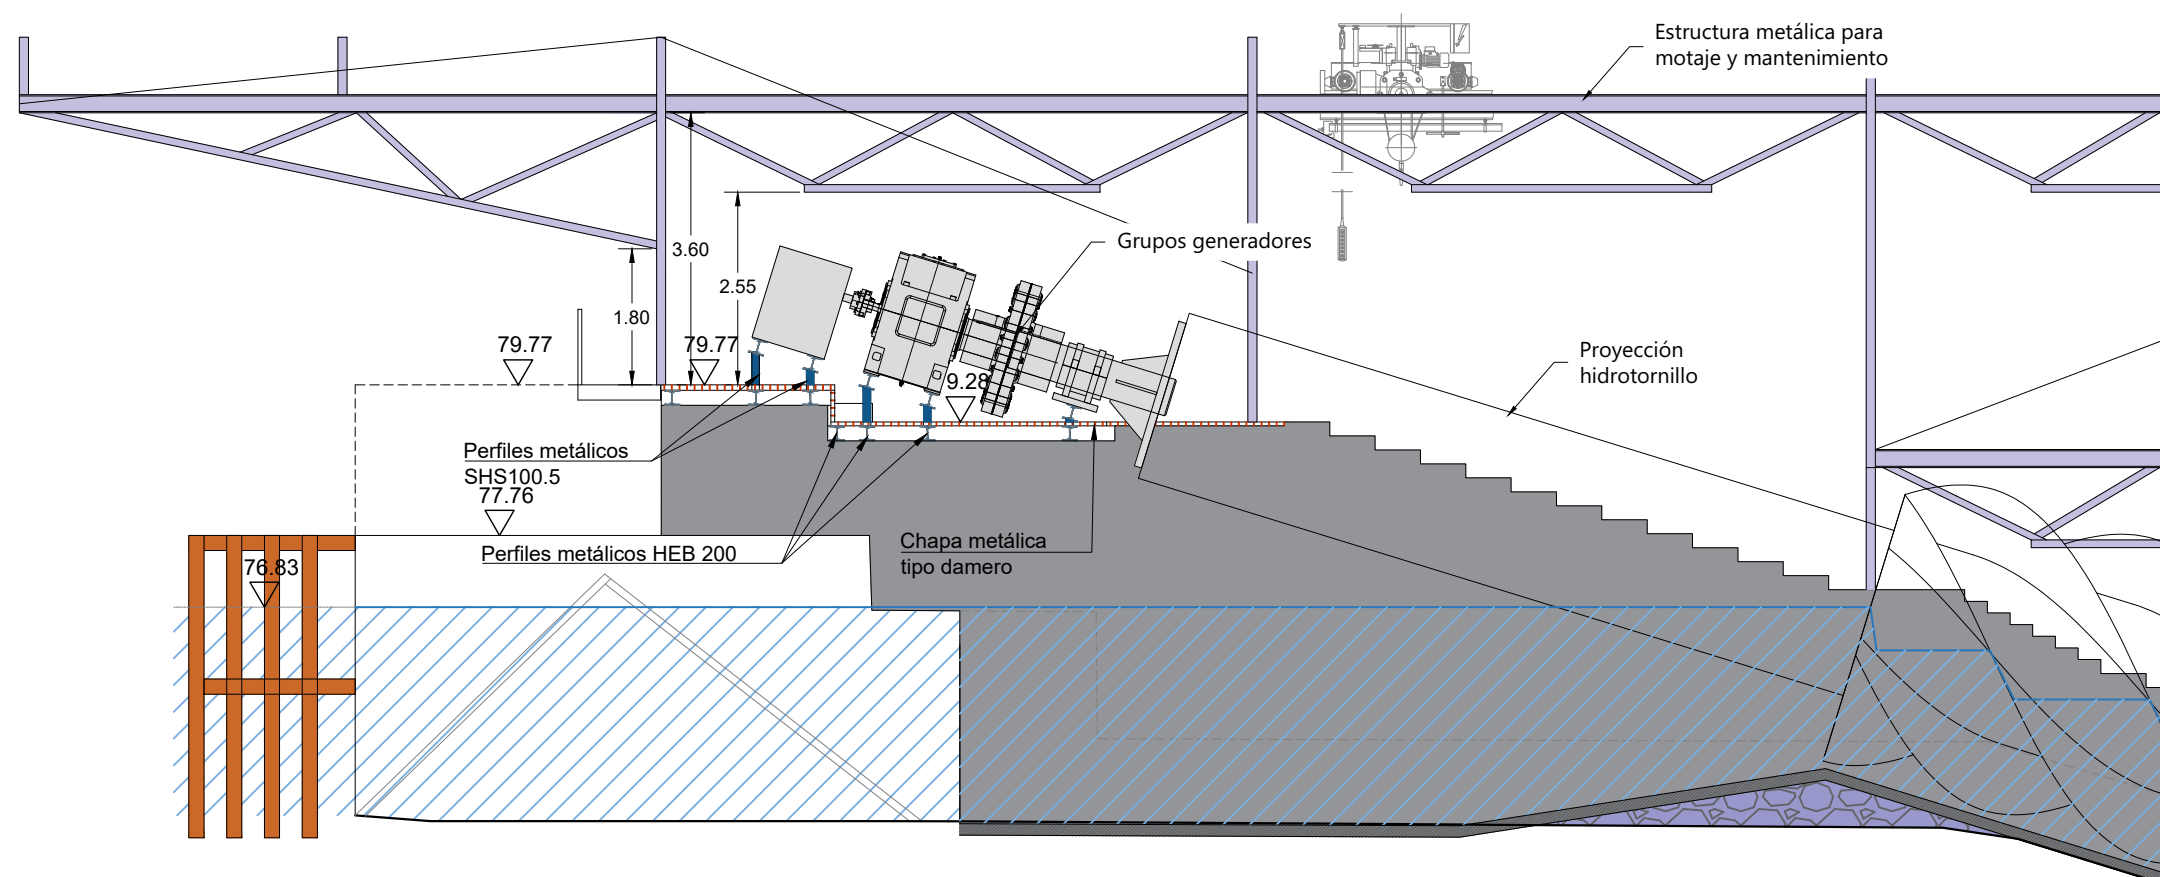 Estructura metálica para
motaje y mantenimiento
Grupos generadores
3.60
2.55
1.80
79.77
79.77
9.28
Proyección
hidrotornillo
Perfiles metálicos
SHS100.5
77.76
Perfiles metálicos HEB 200
Chapa metálica
tipo damero
76.83